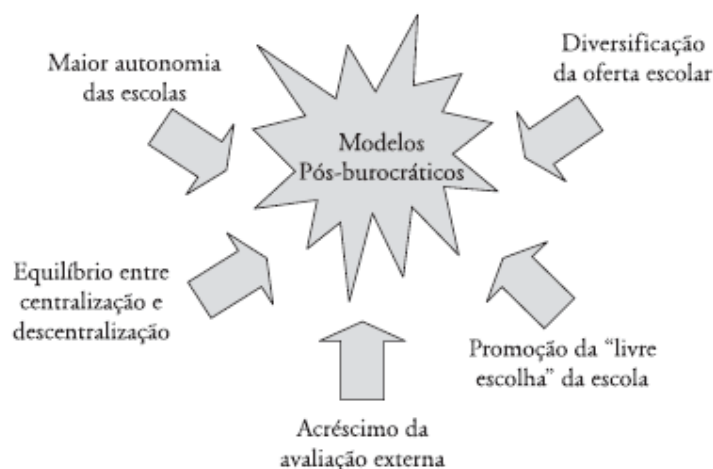 Maior autonomia
das escolas
Diversificação
da oferta escolar
Modelos
Pós-burocráticos
Equilíbrio entre
centralização e
descentralização
Promoção da “livre
escolha” da escola
Acréscimo da
avaliação externa